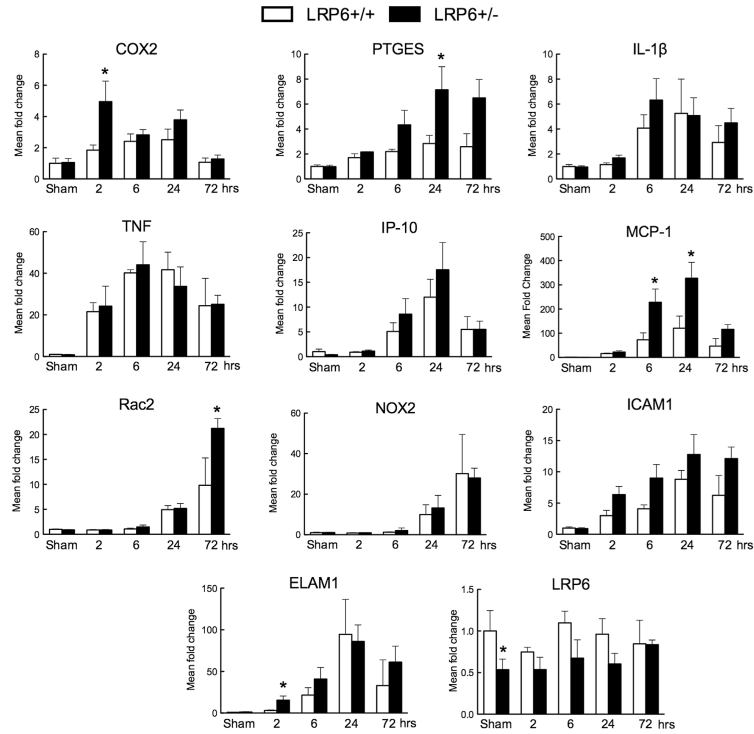 LRP6+/+ LRP6+/-
COX2
Mean fold change
8
6
4
2
0
*
Sham 2 6 24 72 hrs
PTGES
Mean fold change
10
8
6
4
2
0
*
Sham 2 6 24 72 hrs
IL-1β
Mean fold change
10
8
6
4
2
0
Sham 2 6 24 72 hrs
TNF
Mean fold change
60
40
20
0
Sham 2 6 24 72 hrs
IP-10
Mean fold change
25
20
15
10
5
0
Sham 2 6 24 72 hrs
MCP-1
Mean Fold Change
500
400
300
200
100
0
* *
Sham 2 6 24 72 hrs
Rac2
Mean fold change
25
20
15
10
5
0
*
Sham 2 6 24 72 hrs
NOX2
Mean fold change
60
40
20
0
Sham 2 6 24 72 hrs
ICAM1
Mean fold change
20
15
10
5
0
Sham 2 6 24 72 hrs
ELAM1
Mean fold change
150
100
50
0
*
Sham 2 6 24 72 hrs
LRP6
Mean fold change
1.5
1.0
0.5
0.0
*
Sham 2 6 24 72 hrs